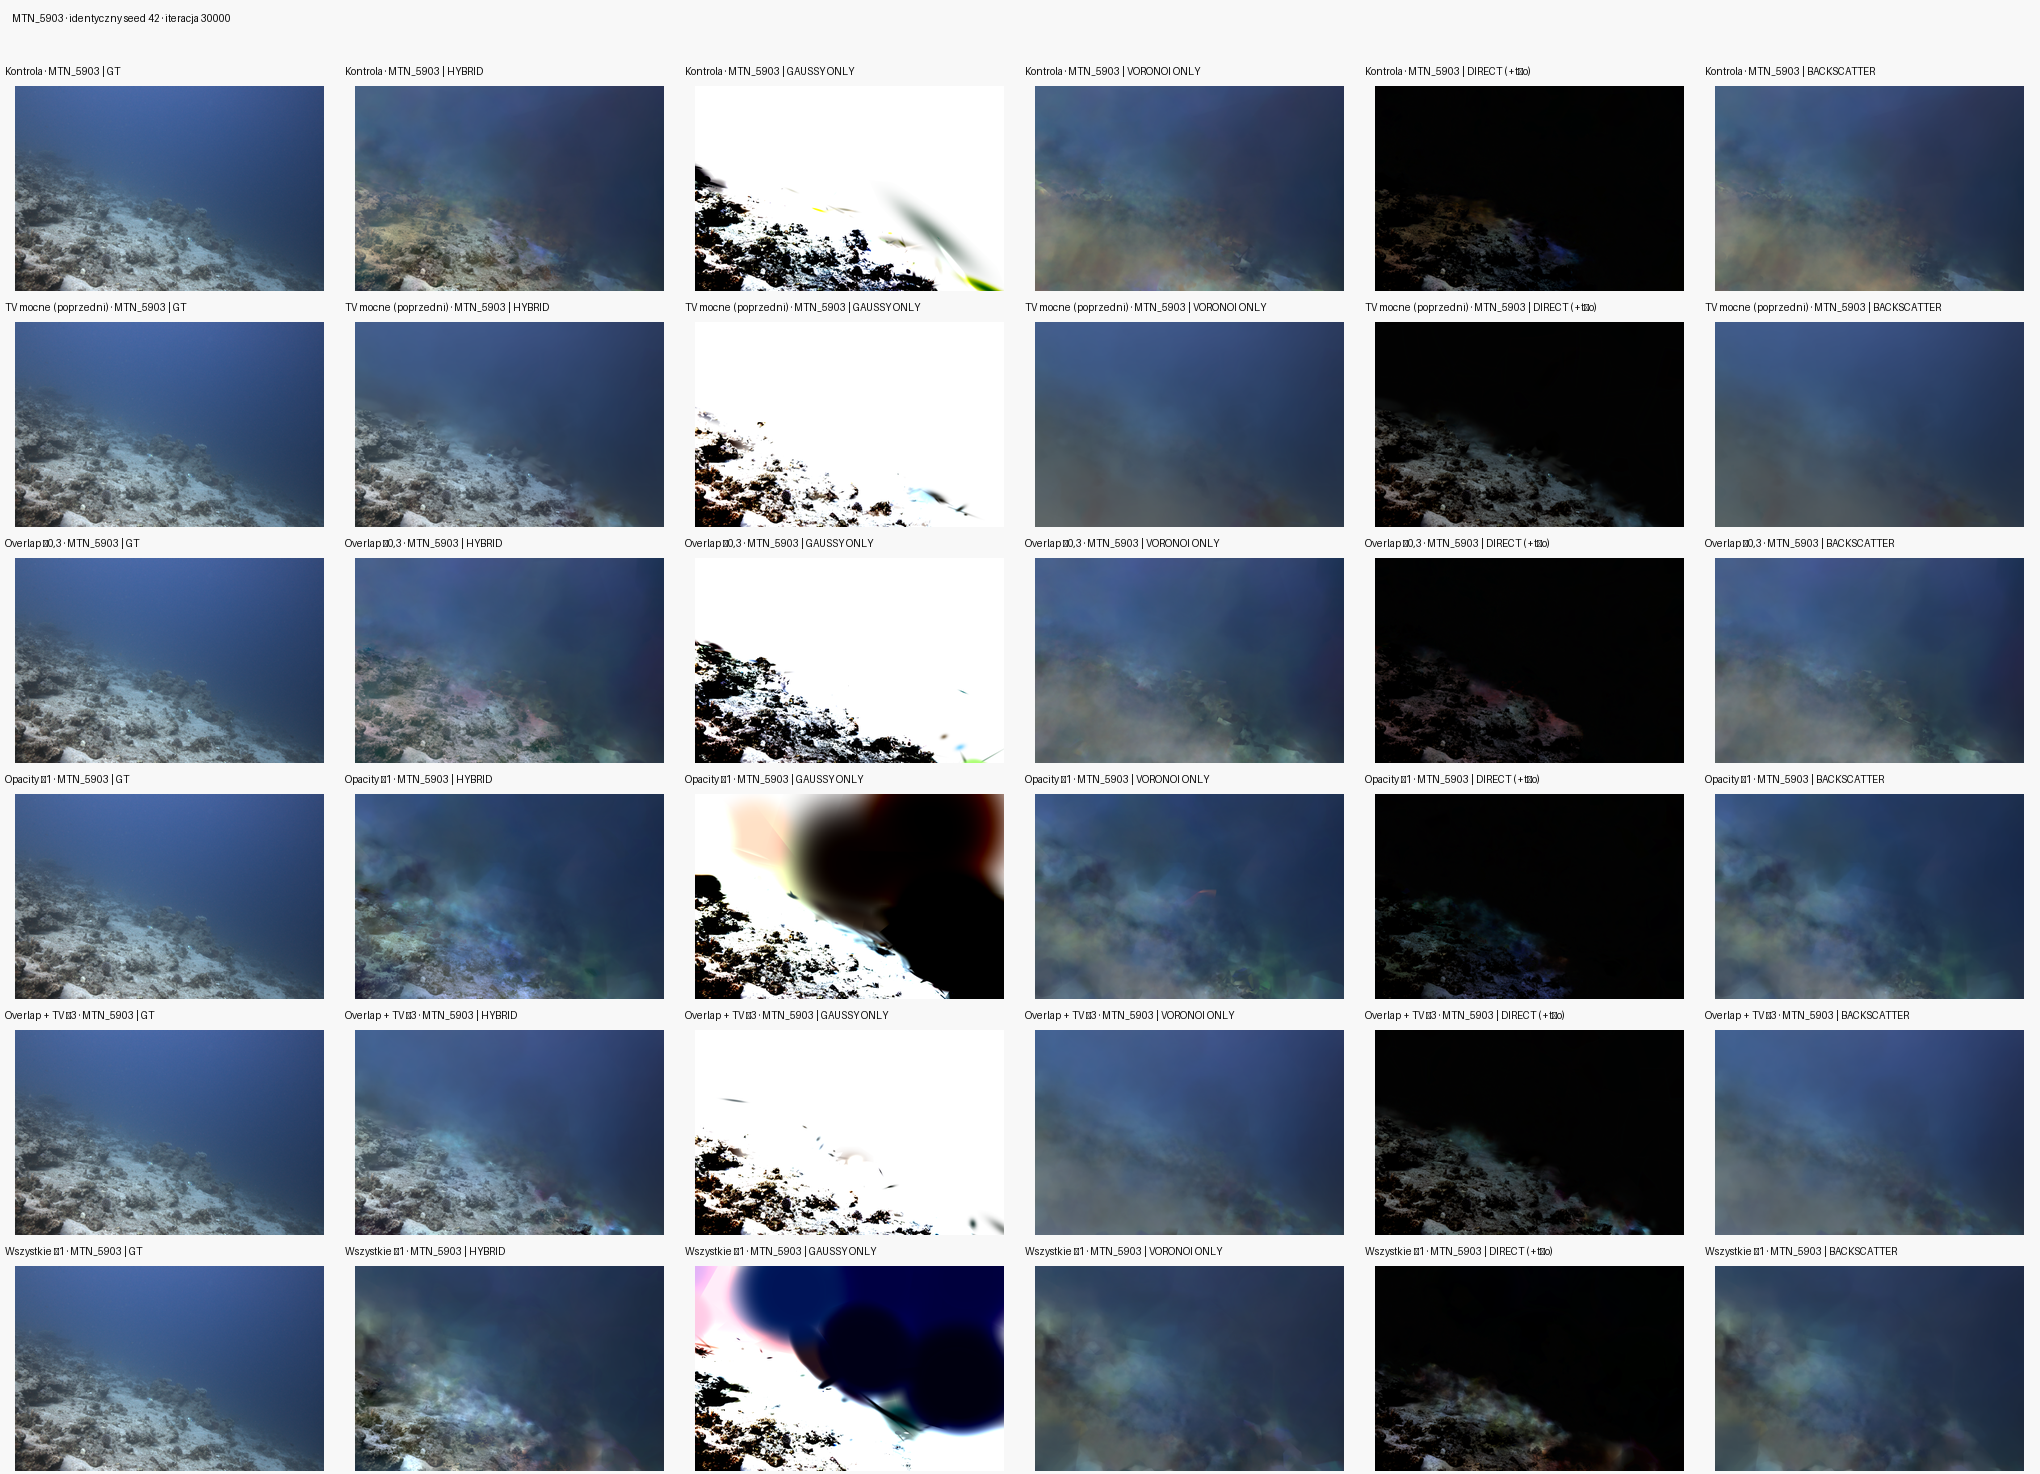 MTN_5903 · identyczny seed 42 · iteracja 30000
Kontrola · MTN_5903 | GT
Kontrola · MTN_5903 | HYBRID
Kontrola · MTN_5903 | GAUSSY ONLY
Kontrola · MTN_5903 | VORONOI ONLY
Kontrola · MTN_5903 | DIRECT (+t□□o)
Kontrola · MTN_5903 | BACKSCATTER
TV mocne (poprzedni) · MTN_5903 | GT
TV mocne (poprzedni) · MTN_5903 | HYBRID
TV mocne (poprzedni) · MTN_5903 | GAUSSY ONLY
TV mocne (poprzedni) · MTN_5903 | VORONOI ONLY
TV mocne (poprzedni) · MTN_5903 | DIRECT (+t□□o)
TV mocne (poprzedni) · MTN_5903 | BACKSCATTER
Overlap □0,3 · MTN_5903 | GT
Overlap □0,3 · MTN_5903 | HYBRID
Overlap □0,3 · MTN_5903 | GAUSSY ONLY
Overlap □0,3 · MTN_5903 | VORONOI ONLY
Overlap □0,3 · MTN_5903 | DIRECT (+t□□o)
Overlap □0,3 · MTN_5903 | BACKSCATTER
Opacity □1 · MTN_5903 | GT
Opacity □1 · MTN_5903 | HYBRID
Opacity □1 · MTN_5903 | GAUSSY ONLY
Opacity □1 · MTN_5903 | VORONOI ONLY
Opacity □1 · MTN_5903 | DIRECT (+t□□o)
Opacity □1 · MTN_5903 | BACKSCATTER
Overlap + TV □3 · MTN_5903 | GT
Overlap + TV □3 · MTN_5903 | HYBRID
Overlap + TV □3 · MTN_5903 | GAUSSY ONLY
Overlap + TV □3 · MTN_5903 | VORONOI ONLY
Overlap + TV □3 · MTN_5903 | DIRECT (+t□□o)
Overlap + TV □3 · MTN_5903 | BACKSCATTER
Wszystkie □1 · MTN_5903 | GT
Wszystkie □1 · MTN_5903 | HYBRID
Wszystkie □1 · MTN_5903 | GAUSSY ONLY
Wszystkie □1 · MTN_5903 | VORONOI ONLY
Wszystkie □1 · MTN_5903 | DIRECT (+t□□o)
Wszystkie □1 · MTN_5903 | BACKSCATTER